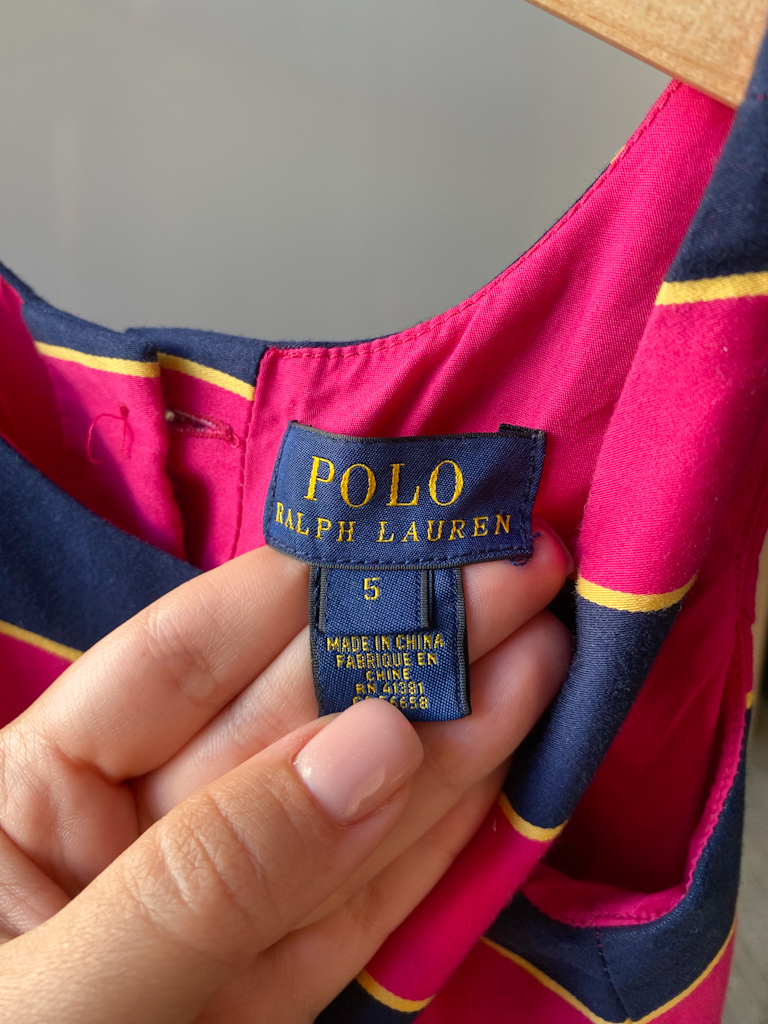 POLO
RALPH LAUREN
5
MADE IN CHINA
FABRIQUE EN
CHINE
RN 41381